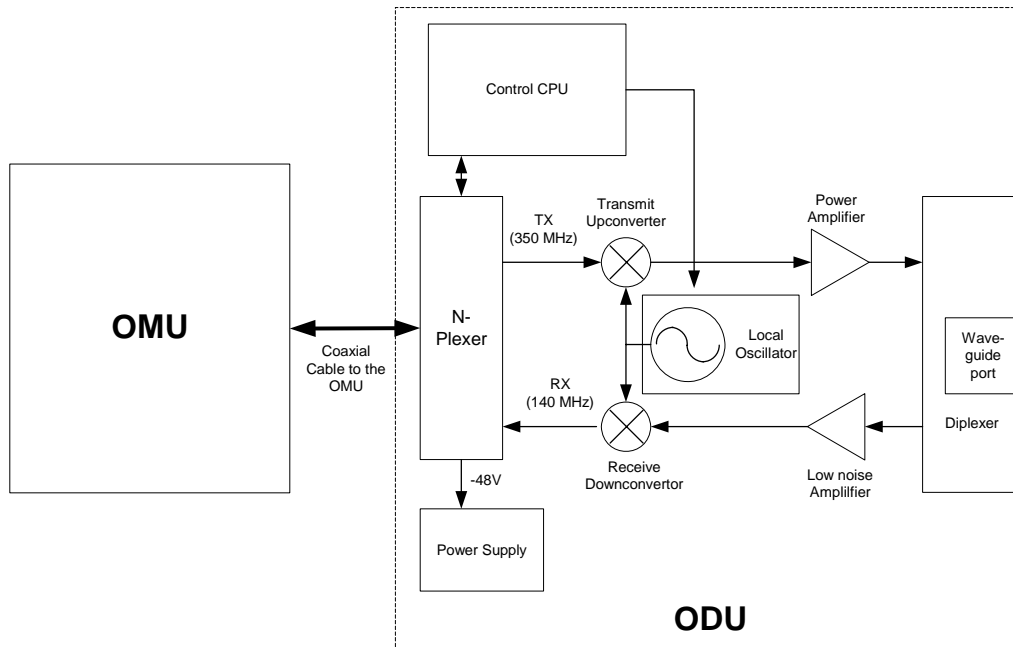 Control CPU
OMU
Coaxial
Cable to the
OMU
N-
Plexer
TX
(350 MHz)
Transmit
Upconverter
Power
Amplifier
Local
Oscillator
Wave-
guide
port
Diplexer
RX
(140 MHz)
Receive
Downconvertor
Low noise
Amplilfier
-48V
Power Supply
ODU